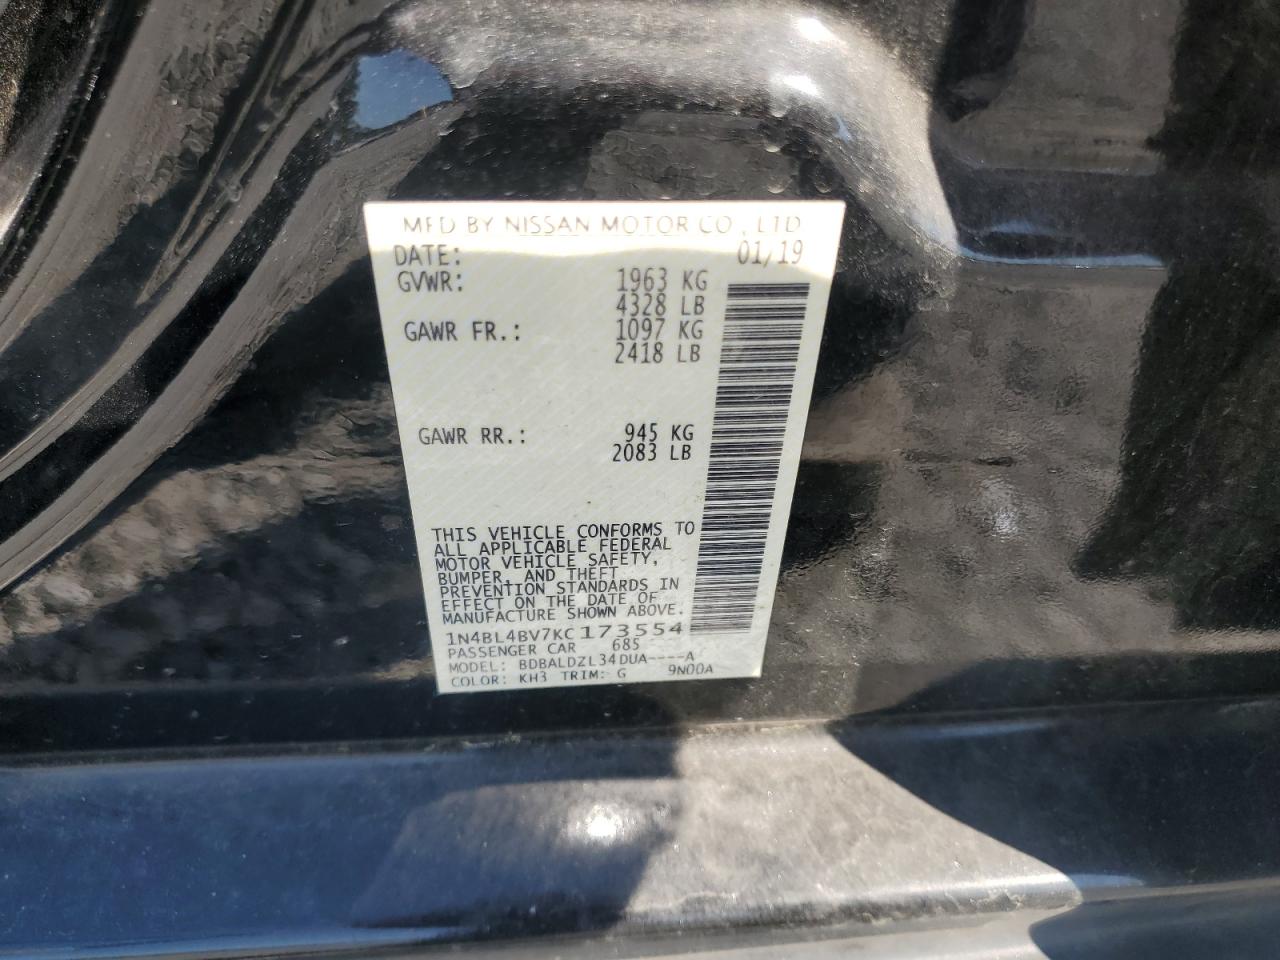 MFD BY NISSAN MOTOR CO., LTD
DATE: 01/19
GVWR: 1963 KG
4328 LB
GAWR FR.: 1097 KG
2418 LB
GAWR RR.: 945 KG
2083 LB
THIS VEHICLE CONFORMS TO
ALL APPLICABLE FEDERAL
MOTOR VEHICLE SAFETY,
BUMPER, AND THEFT
PREVENTION STANDARDS IN
EFFECT ON THE DATE OF
MANUFACTURE SHOWN ABOVE.
1N4BL4BV7KC173554
PASSENGER CAR 685
MODEL: BDBALDZL34DUA----A
COLOR: KH3 TRIM: G 9N00A